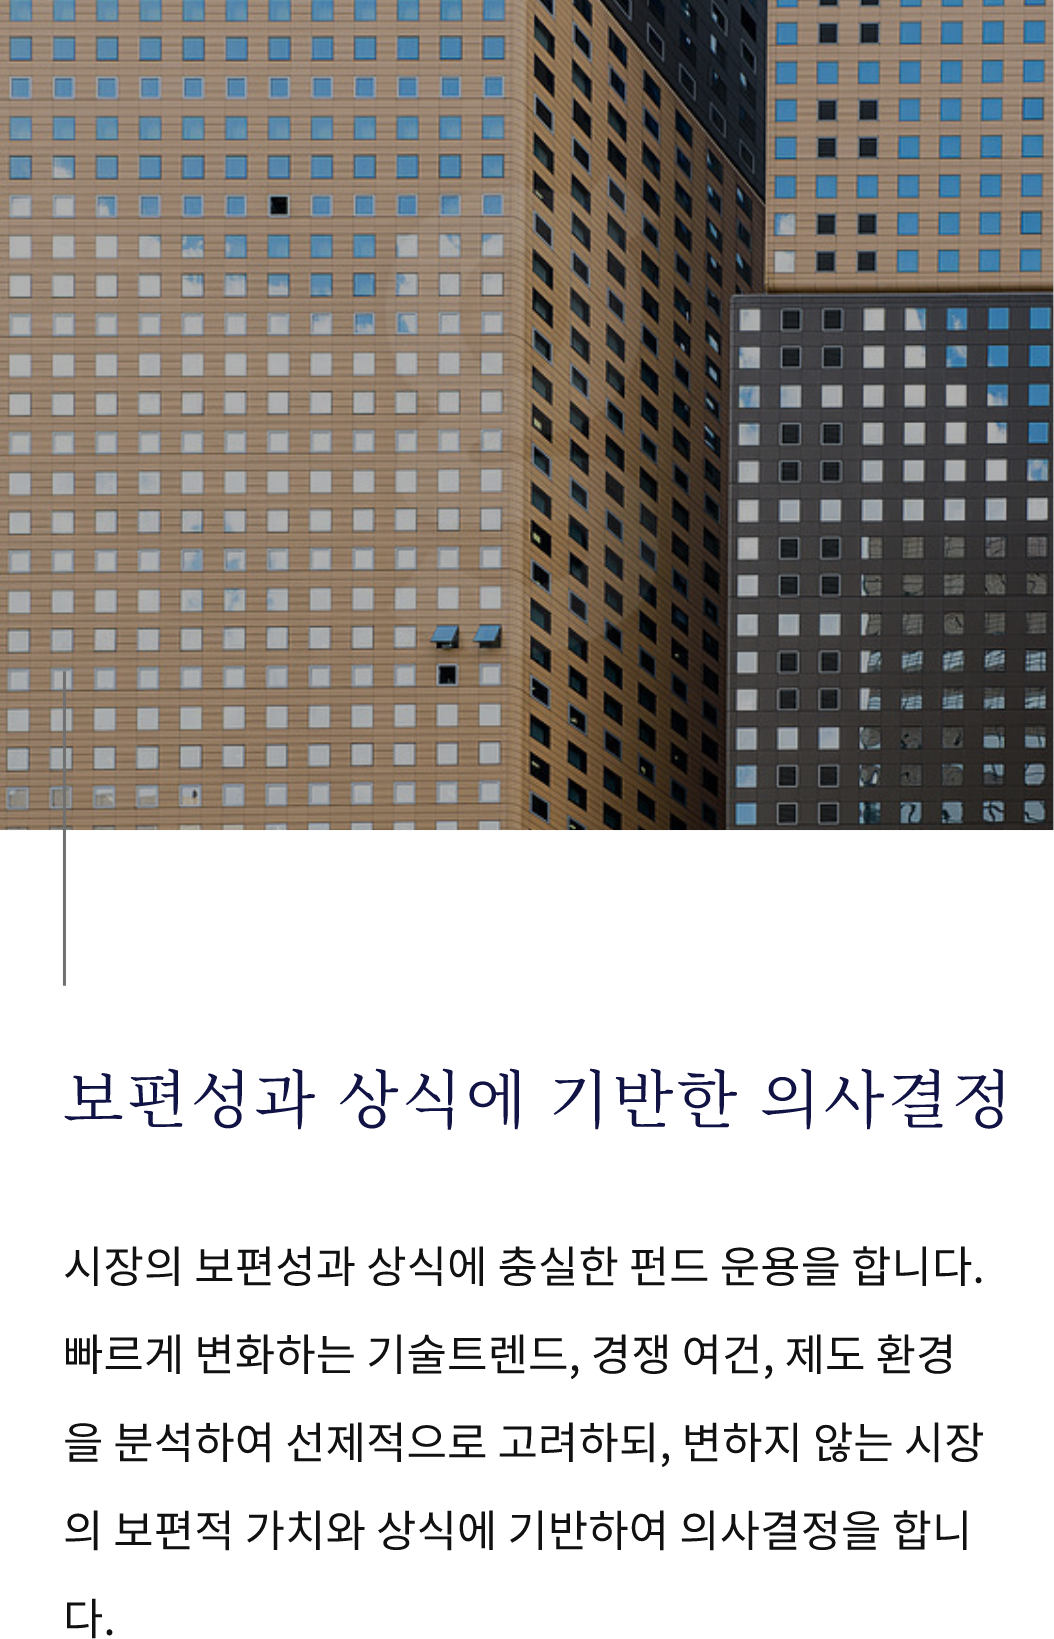 보편성과 상식에 기반한 의사결정
시장의 보편성과 상식에 충실한 펀드 운용을 합니다.
빠르게 변화하는 기술트렌드, 경쟁 여건, 제도 환경
을 분석하여 선제적으로 고려하되, 변하지 않는 시장
의 보편적 가치와 상식에 기반하여 의사결정을 합니
다.